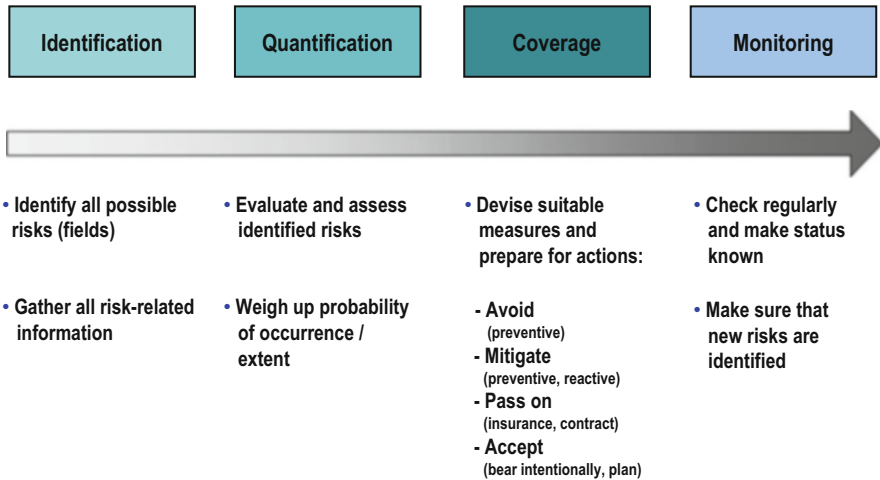 Identification
Quantification
Coverage
Monitoring
• Identify all possible
risks (fields)
• Gather all risk-related
information
• Evaluate and assess
identified risks
• Weigh up probability
of occurrence /
extent
• Devise suitable
measures and
prepare for actions:
- Avoid
(preventive)
- Mitigate
(preventive, reactive)
- Pass on
(insurance, contract)
- Accept
(bear intentionally, plan)
• Check regularly
and make status
known
• Make sure that
new risks are
identified